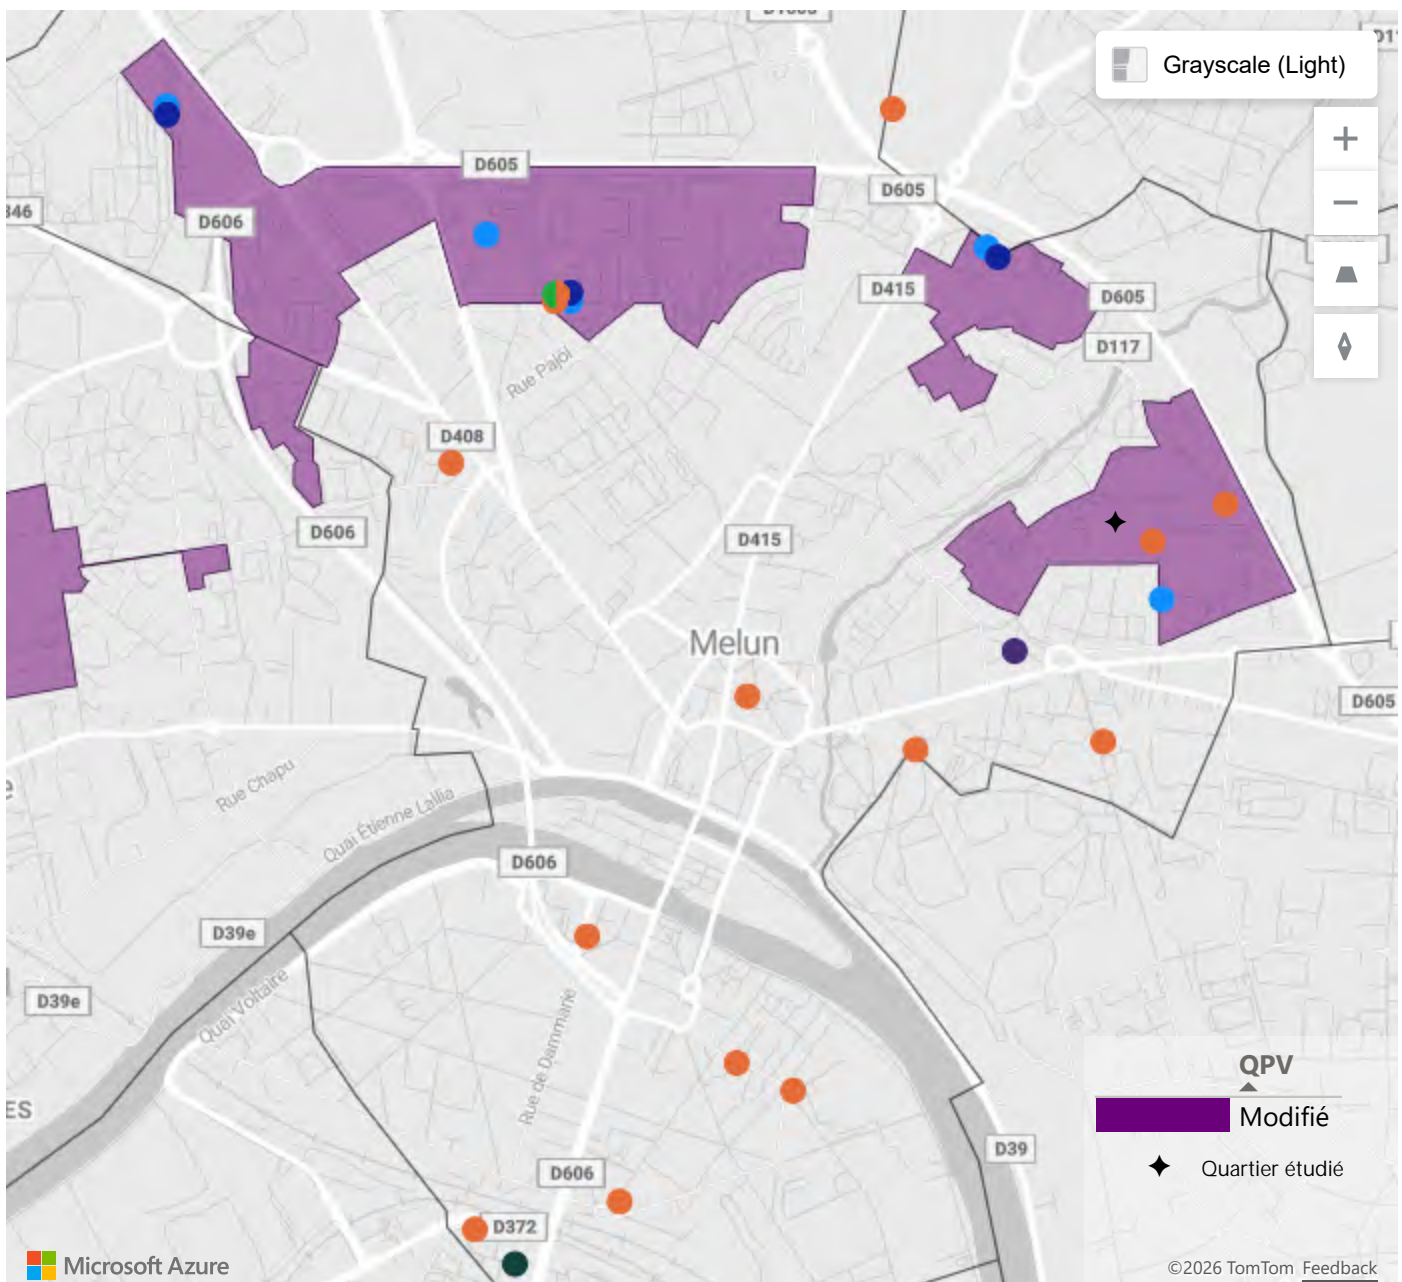 Grayscale (Light)
D605
D605
346
D606
D415
D605
D117
Rue Pajol
D408
D606
D415
Melun
D605
Rue Chapu
Quai Étienne Lallia
D606
D39e
D39e
Quai Voltaire
Rue de Dammarie
QPV
Modifié
ES
D39
Quartier étudié
D606
D372
Microsoft Azure
©2026 TomTom Feedback